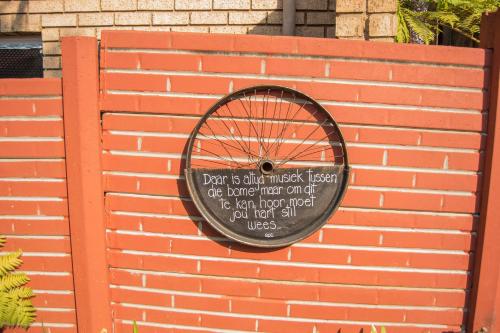 Daar is altyd musiek tussen
die bome, maar om dit
te kan hoor moet
jou hart stil
wees...